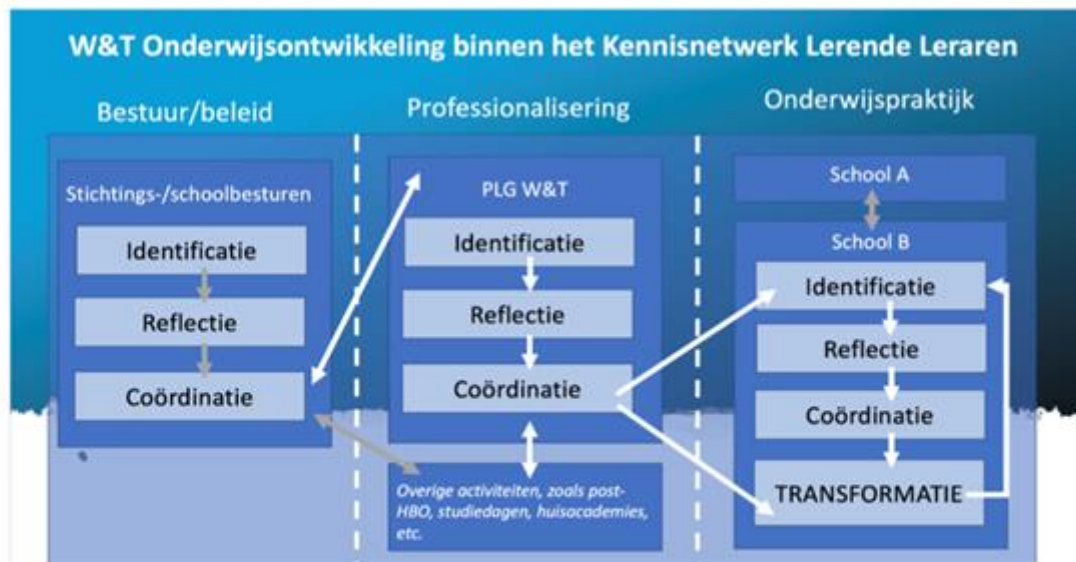 W&T Onderwijsontwikkeling binnen het Kennisnetwerk Lerende Leraren
Bestuur/beleid
Stichtings-/schoolbesturen
Identificatie
Reflectie
Coördinatie
Professionalisering
PLG W&T
Identificatie
Reflectie
Coördinatie
Overige activiteiten, zoals post-
HBO, studiedagen, huisacademies,
etc.
Onderwijspraktijk
School A
School B
Identificatie
Reflectie
Coördinatie
TRANSFORMATIE